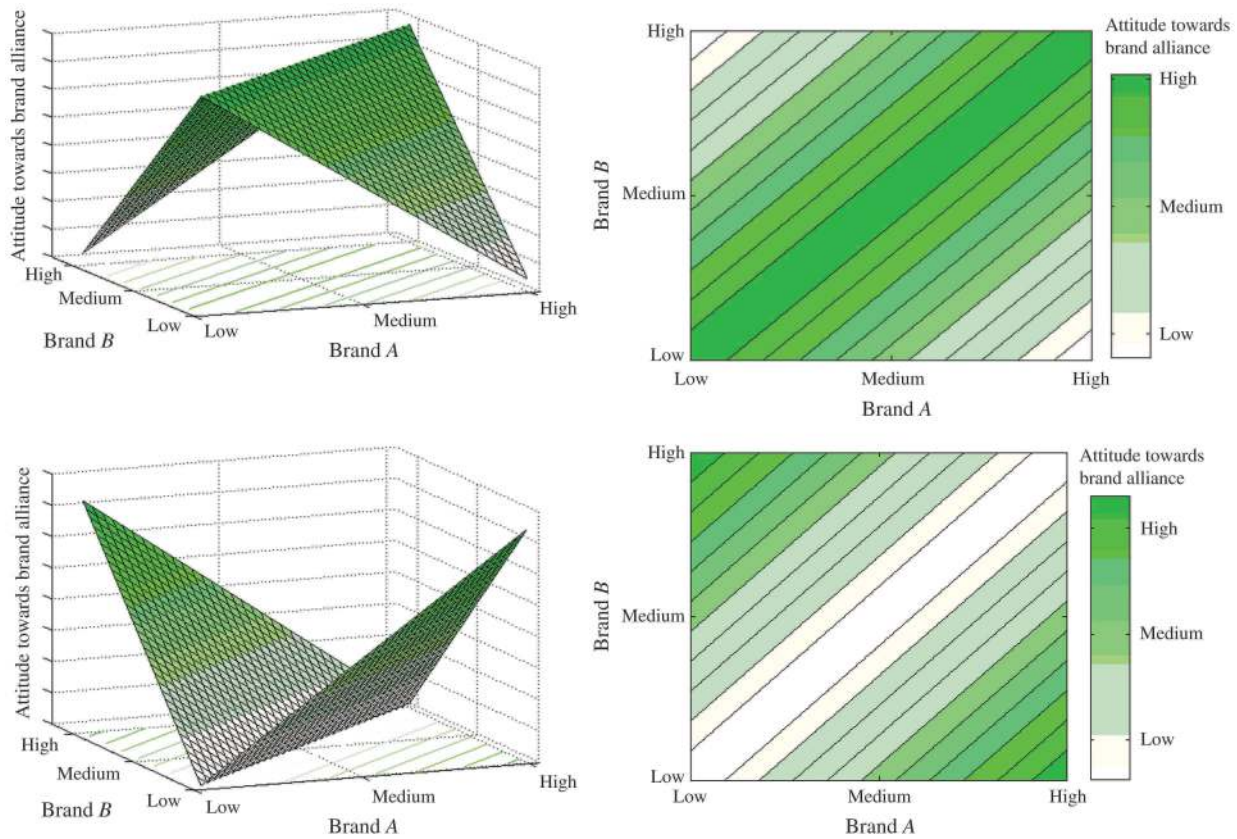 Attitude towards brand alliance
High
Medium
Low
Brand B
Low
Medium
High
Brand A
High
Medium
Low
Brand B
Low
Medium
High
Brand A
Attitude towards
brand alliance
High
Medium
Low
Attitude towards brand alliance
High
Medium
Low
Brand B
Low
Medium
High
Brand A
High
Medium
Low
Brand B
Low
Medium
High
Brand A
Attitude towards
brand alliance
High
Medium
Low